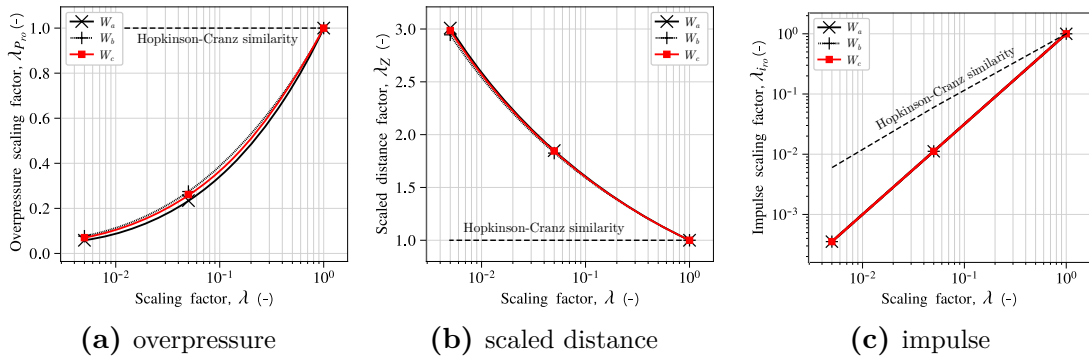 Overpressure scaling factor, λ_{P_{ro}} (-)
1.0
0.8
0.6
0.4
0.2
0.0
W_a
W_b
W_c
Hopkinson-Cranz similarity
10^{−2}
10^{−1}
10^{0}
Scaling factor, λ (-)
(a) overpressure
Scaled distance factor, λ_Z (-)
3.0
2.5
2.0
1.5
1.0
W_a
W_b
W_c
Hopkinson-Cranz similarity
10^{−2}
10^{−1}
10^{0}
Scaling factor, λ (-)
(b) scaled distance
Impulse scaling factor, λ_{i_{ro}}(-)
10^{0}
10^{−1}
10^{−2}
10^{−3}
W_a
W_b
W_c
Hopkinson-Cranz similarity
10^{−2}
10^{−1}
10^{0}
Scaling factor, λ (-)
(c) impulse